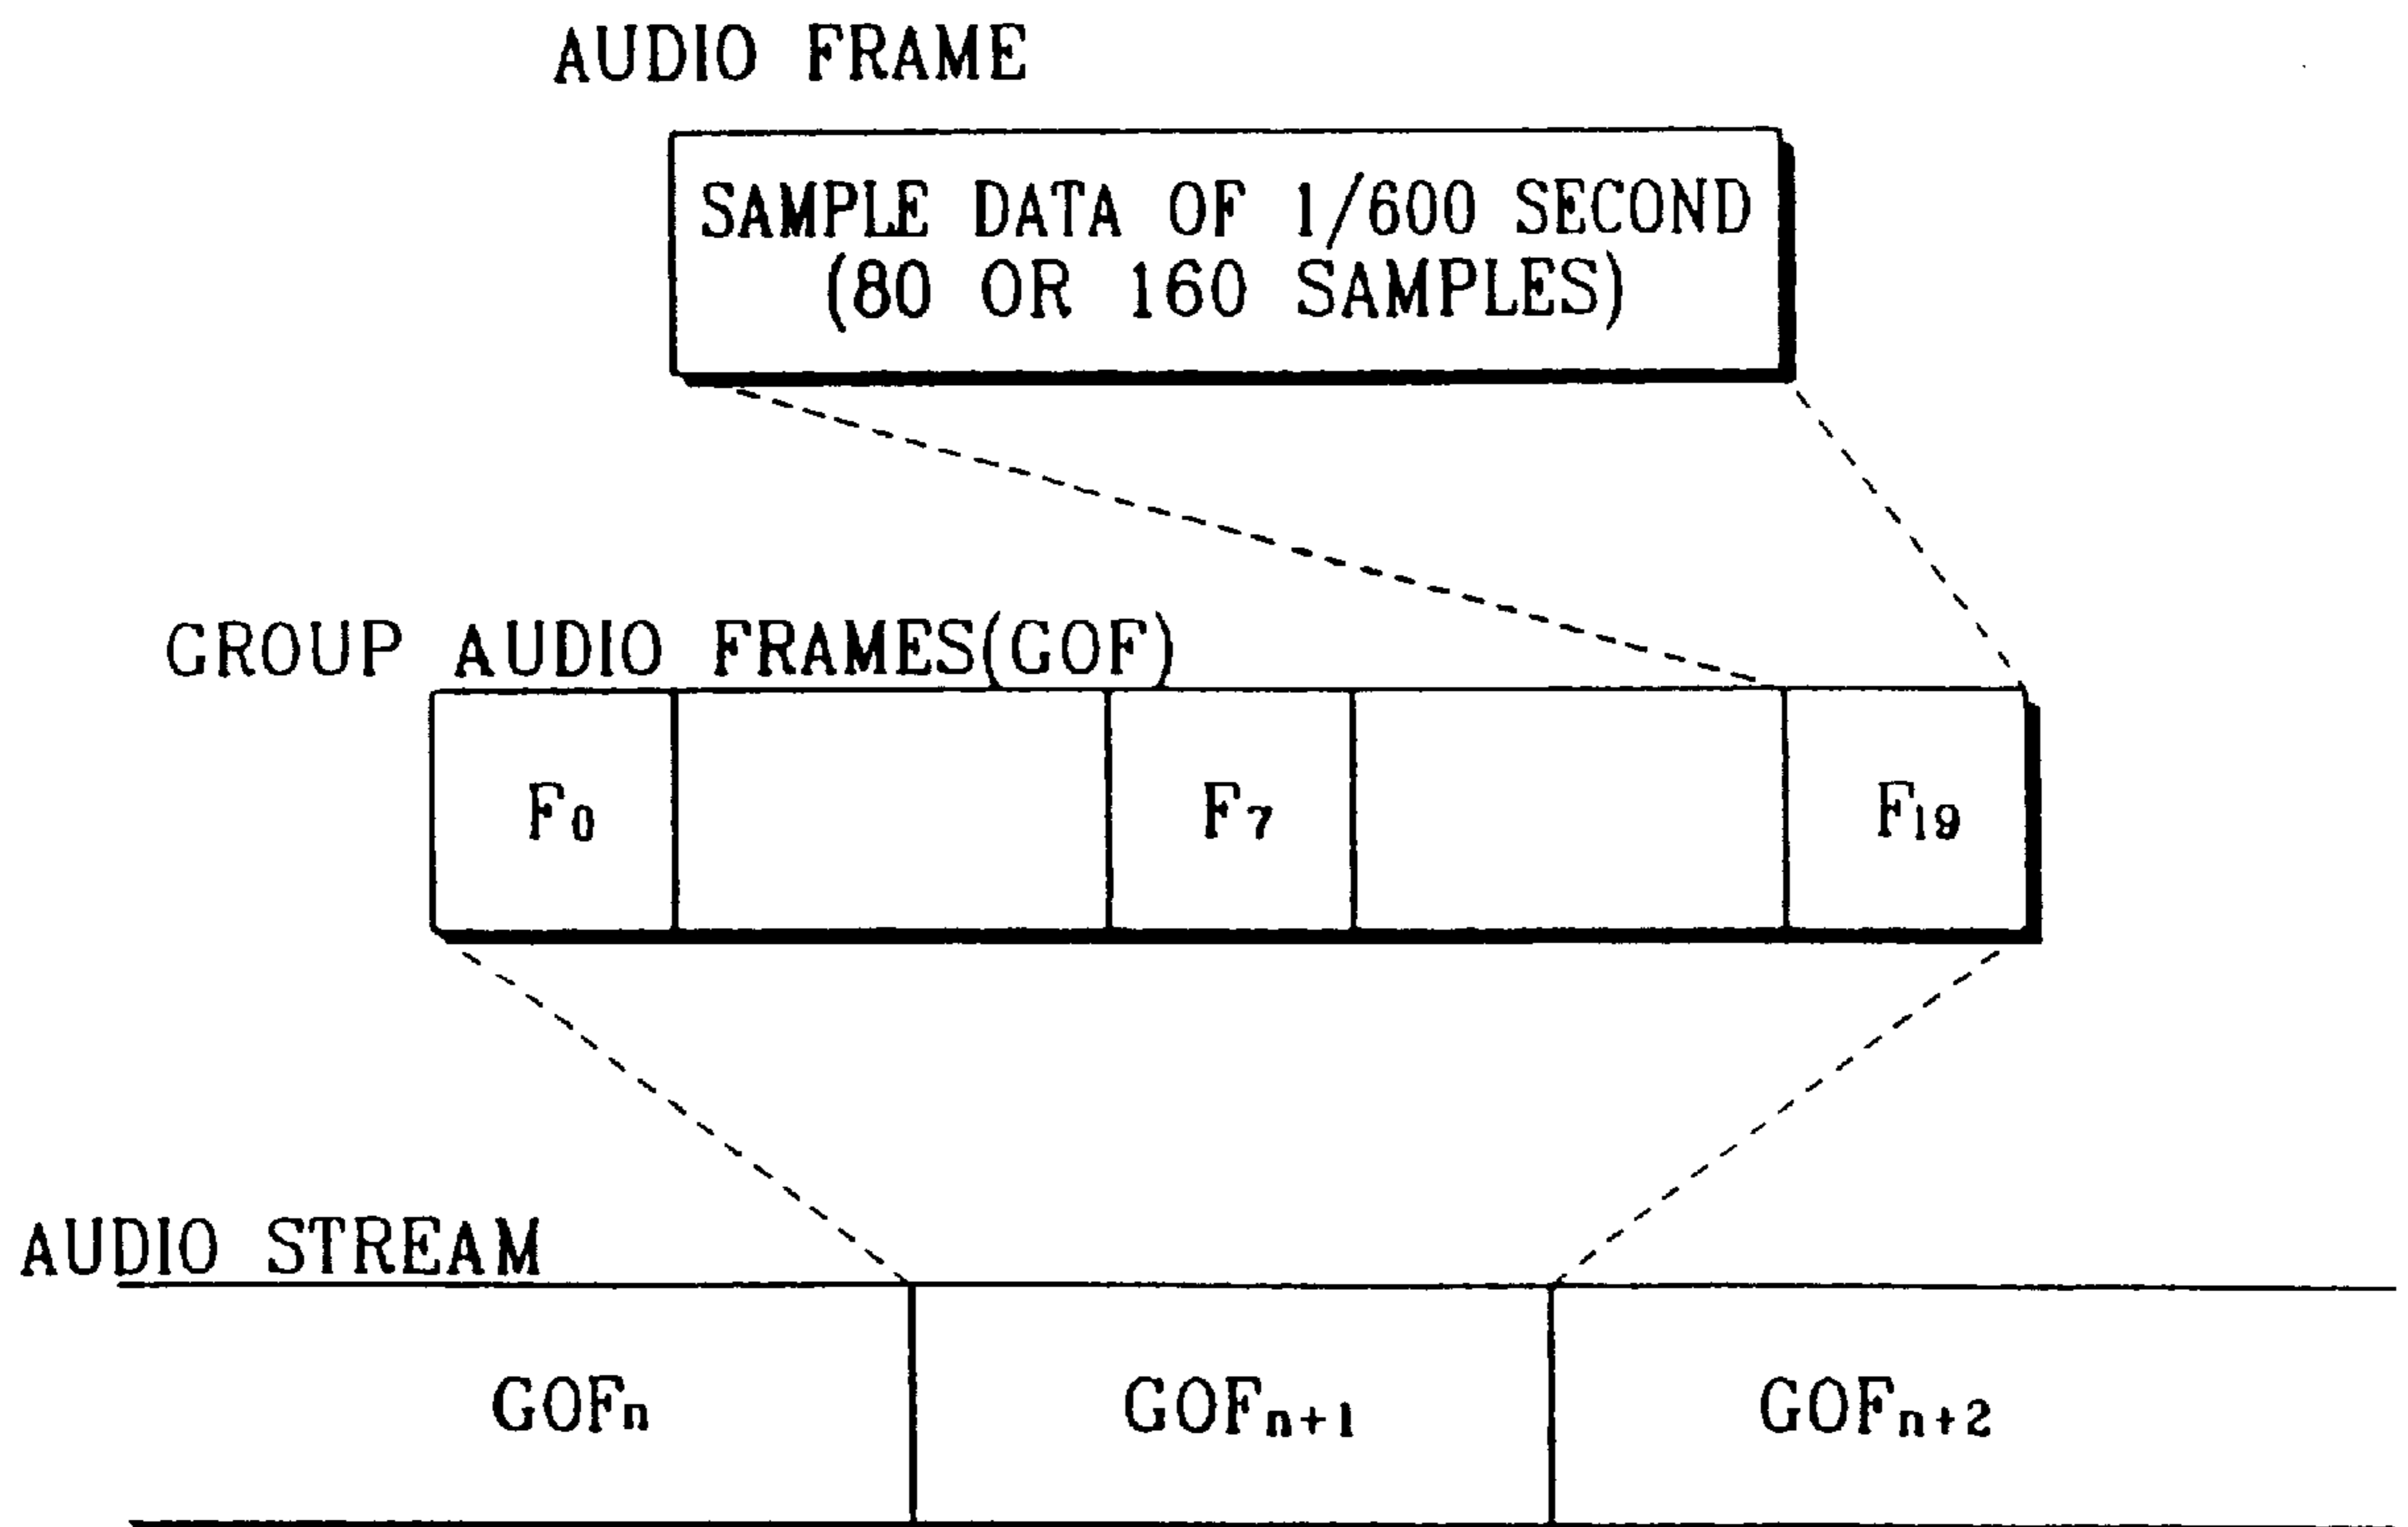 AUDIO FRAME
SAMPLE DATA OF 1/600 SECOND
(80 OR 160 SAMPLES)
GROUP AUDIO FRAMES(GOF)
F0 F7 F19
AUDIO STREAM
GOFn GOFn+1 GOFn+2